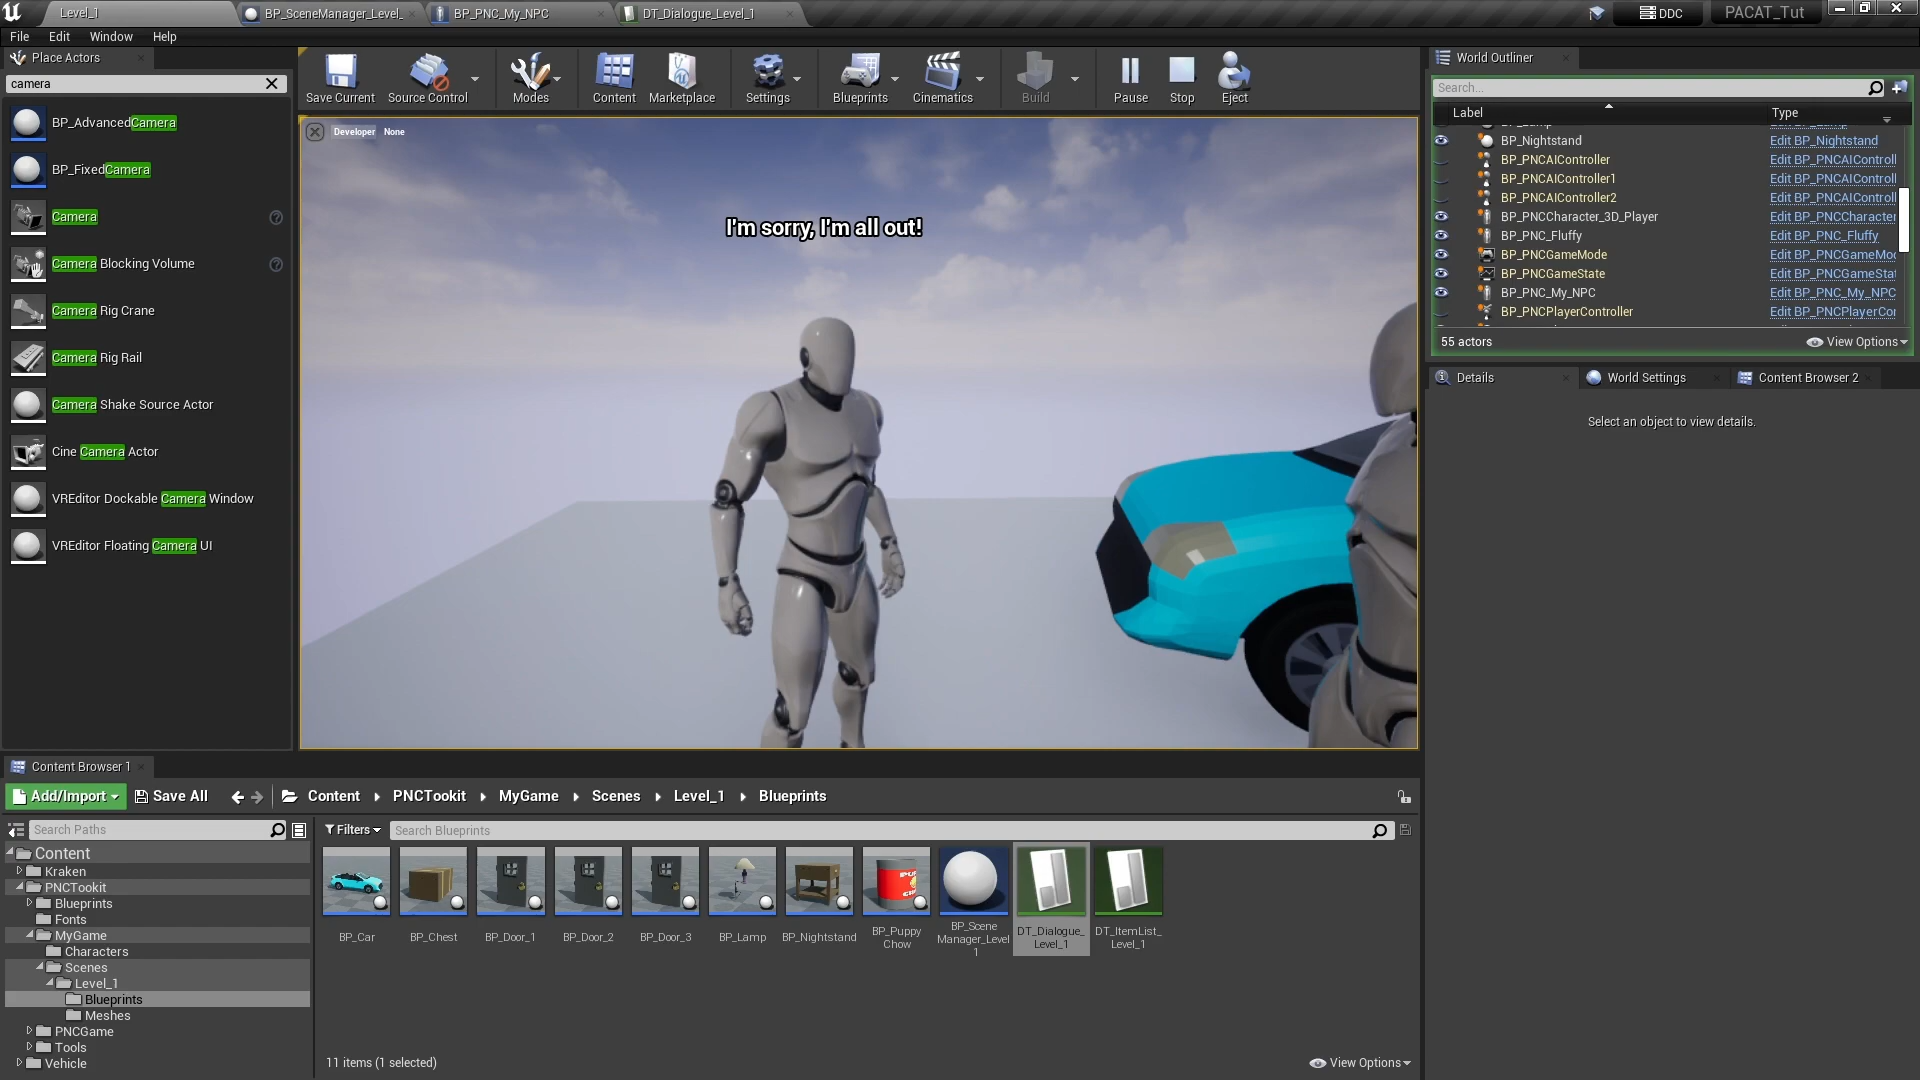 Level_1
BP_SceneManager_Level_
BP_PNC_My_NPC
DT_Dialogue_Level_1
DDC
PACAT_Tut
File Edit Window Help
Place Actors
camera
BP_AdvancedCamera
BP_FixedCamera
Camera
Camera Blocking Volume
Camera Rig Crane
Camera Rig Rail
Camera Shake Source Actor
Cine Camera Actor
VREditor Dockable Camera Window
VREditor Floating Camera UI
Save Current
Source Control
Modes
Content
Marketplace
Settings
Blueprints
Cinematics
Build
Pause
Stop
Eject
Developer None
I'm sorry, I'm all out!
World Outliner
Search...
Label Type
BP_Nightstand Edit BP_Nightstand
BP_PNCAIController Edit BP_PNCAIControll
BP_PNCAIController1 Edit BP_PNCAIControll
BP_PNCAIController2 Edit BP_PNCAIControll
BP_PNCCharacter_3D_Player Edit BP_PNCCharacter
BP_PNC_Fluffy Edit BP_PNC_Fluffy
BP_PNCGameMode Edit BP_PNCGameMo
BP_PNCGameState Edit BP_PNCGameStat
BP_PNC_My_NPC Edit BP_PNC_My_NPC
BP_PNCPlayerController Edit BP_PNCPlayerCor
55 actors
View Options
Details
World Settings
Content Browser 2
Select an object to view details.
Content Browser 1
Add/Import
Save All
Content
PNCTookit
MyGame
Scenes
Level_1
Blueprints
Search Paths
Content
Kraken
PNCTookit
Blueprints
Fonts
MyGame
Characters
Scenes
Level_1
Blueprints
Meshes
PNCGame
Tools
Vehicle
Filters
Search Blueprints
BP_Car
BP_Chest
BP_Door_1
BP_Door_2
BP_Door_3
BP_Lamp
BP_Nightstand
BP_Puppy
Chow
BP_Scene
Manager_Level_
1
DT_Dialogue_
Level_1
DT_ItemList_
Level_1
11 items (1 selected)
View Options